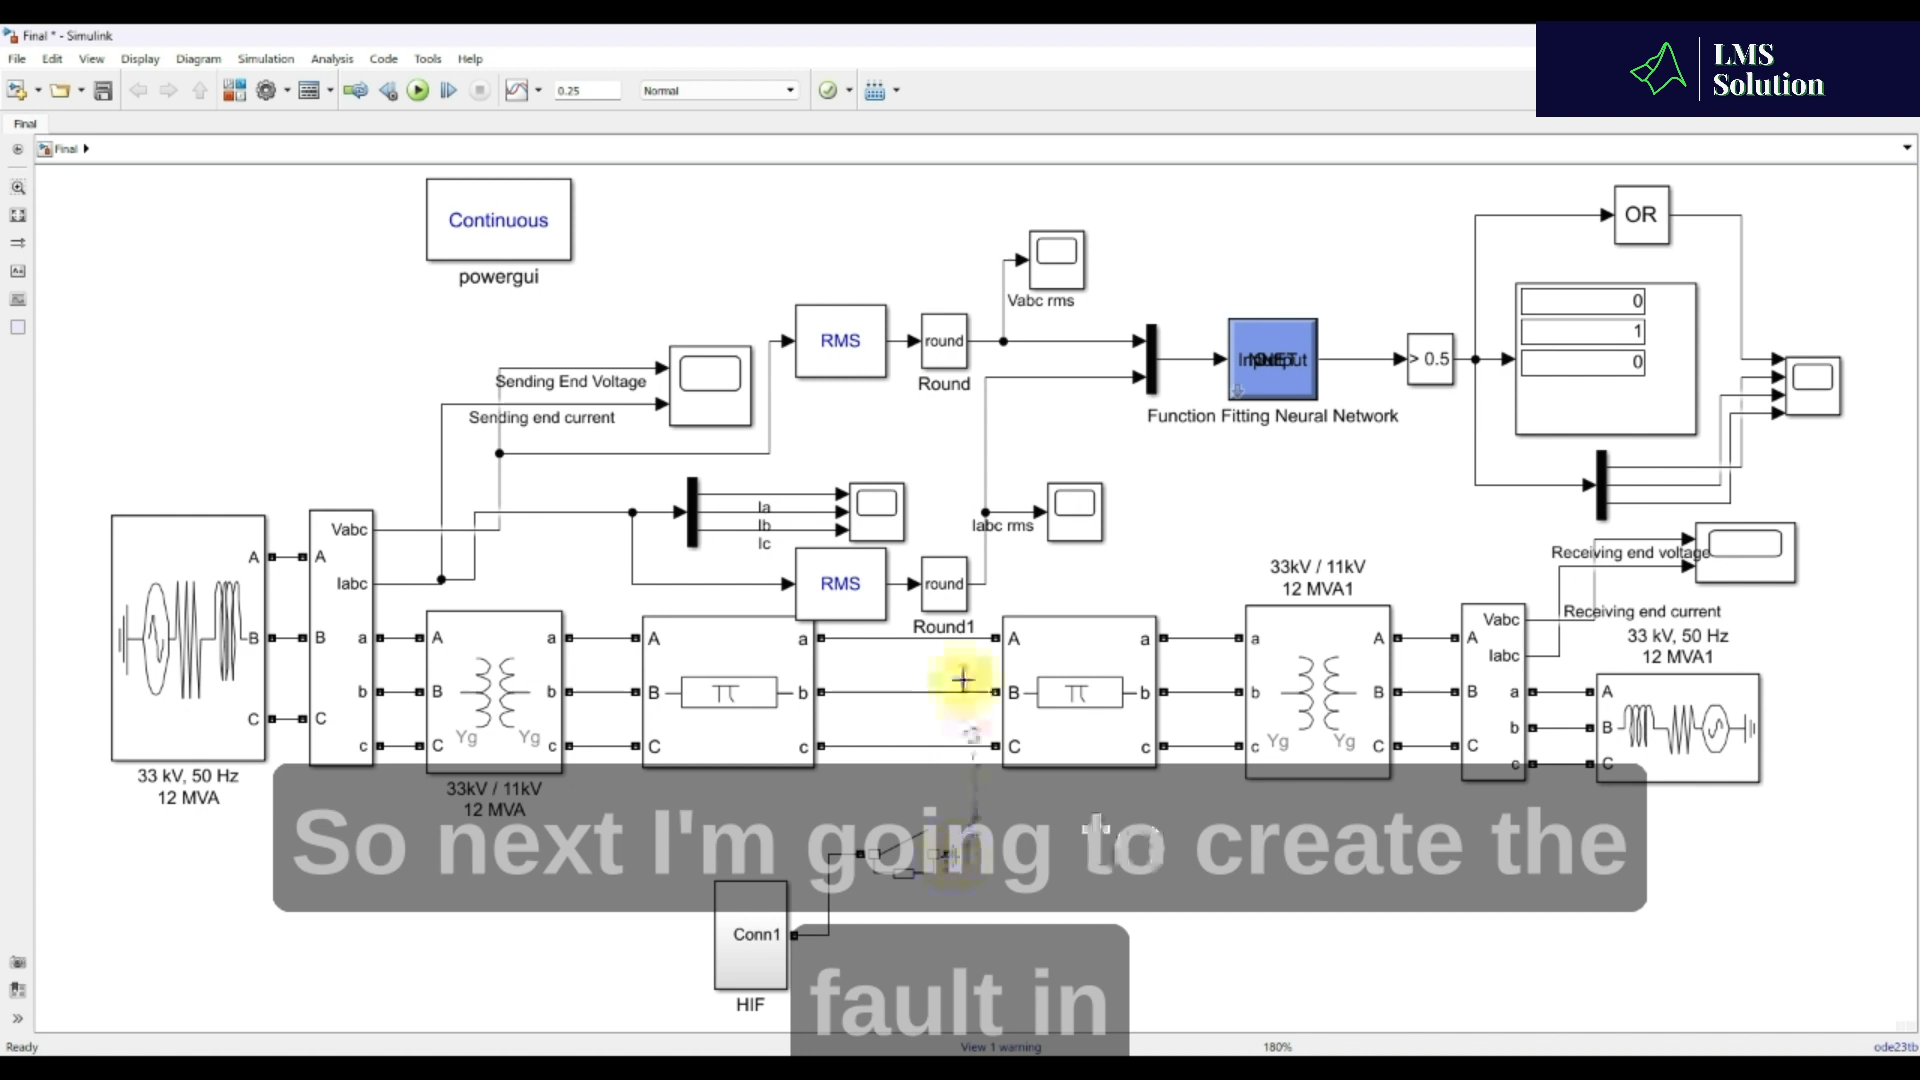 Final * - Simulink
LMS
Solution
File Edit View Display Diagram Simulation Analysis Code Tools Help
0.25
Normal
Final
Final
Continuous
powergui
OR
Vabc rms
0
1
0
RMS
round
Round
> 0.5
Function Fitting Neural Network
Sending End Voltage
Sending end current
Ia
Ib
Ic
Iabc rms
RMS
round
Round1
Receiving end voltage
Receiving end current
33kV / 11kV
12 MVA1
33 kV, 50 Hz
12 MVA1
A B C
A B C Vabc Iabc a b c
A B C a b c Yg Yg
A B C a b c
A B C a b c
a b c A B C Yg Yg
Vabc Iabc A B C a b c
A B C
33 kV, 50 Hz
12 MVA
33kV / 11kV
12 MVA
So next I'm going to create the
fault in
Conn1
HIF
Ready
View 1 warning
180%
ode23tb